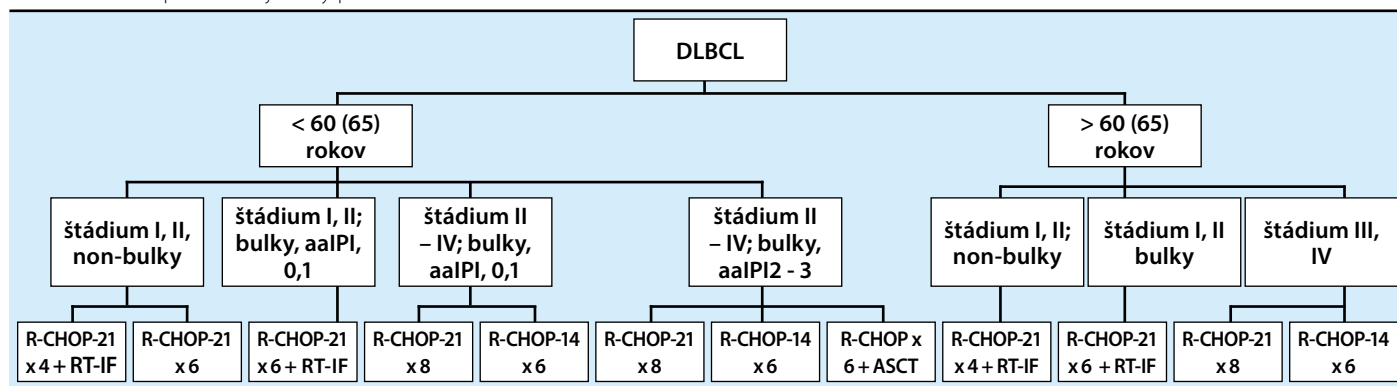 DLBCL
< 60 (65)
rokov
> 60 (65)
rokov
štádium I, II,
non-bulky
štádium I, II;
bulky, aaIPI,
0,1
štádium II
– IV; bulky,
aaIPI, 0,1
štádium II
– IV; bulky,
aaIPI2 - 3
štádium I, II;
non-bulky
štádium I, II
bulky
štádium III,
IV
R-CHOP-21
x 4 + RT-IF
R-CHOP-21
x 6
R-CHOP-21
x 6 + RT-IF
R-CHOP-21
x 8
R-CHOP-14
x 6
R-CHOP-21
x 8
R-CHOP-14
x 6
R-CHOP x
6 + ASCT
R-CHOP-21
x 4 + RT-IF
R-CHOP-21
x 6 + RT-IF
R-CHOP-21
x 8
R-CHOP-14
x 6